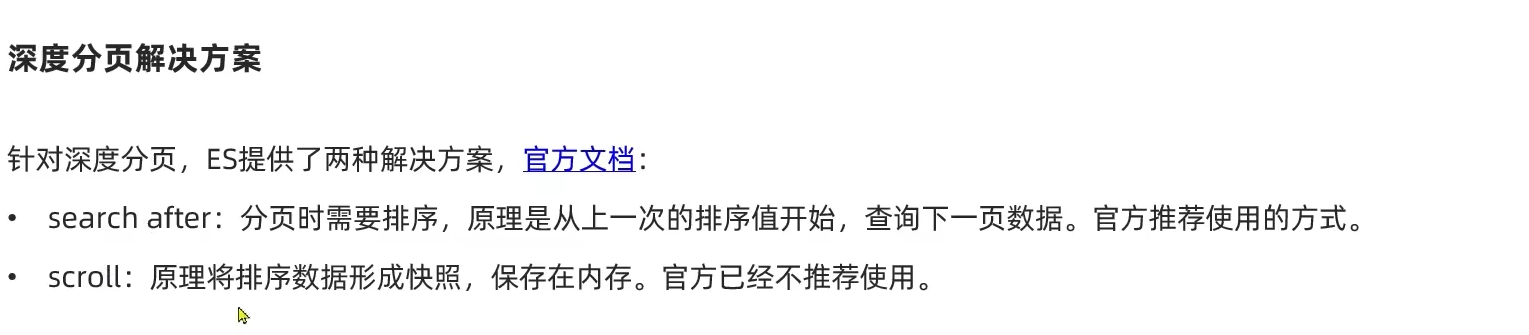 深度分页解决方案
针对深度分页，ES提供了两种解决方案，官方文档：
• search after：分页时需要排序，原理是从上一次的排序值开始，查询下一页数据。官方推荐使用的方式。
• scroll：原理将排序数据形成快照，保存在内存。官方已经不推荐使用。